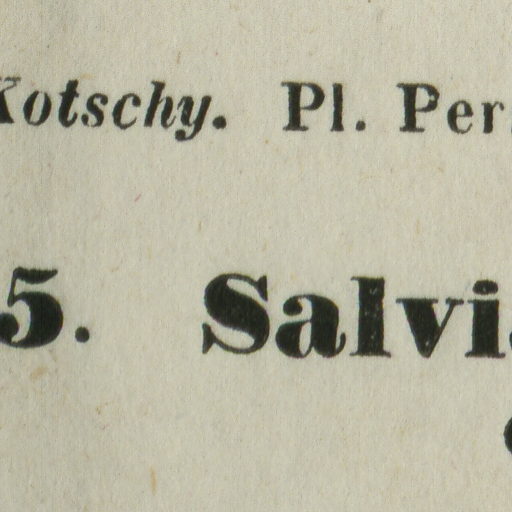 Kotschy. Pl. Per
5. Salvi